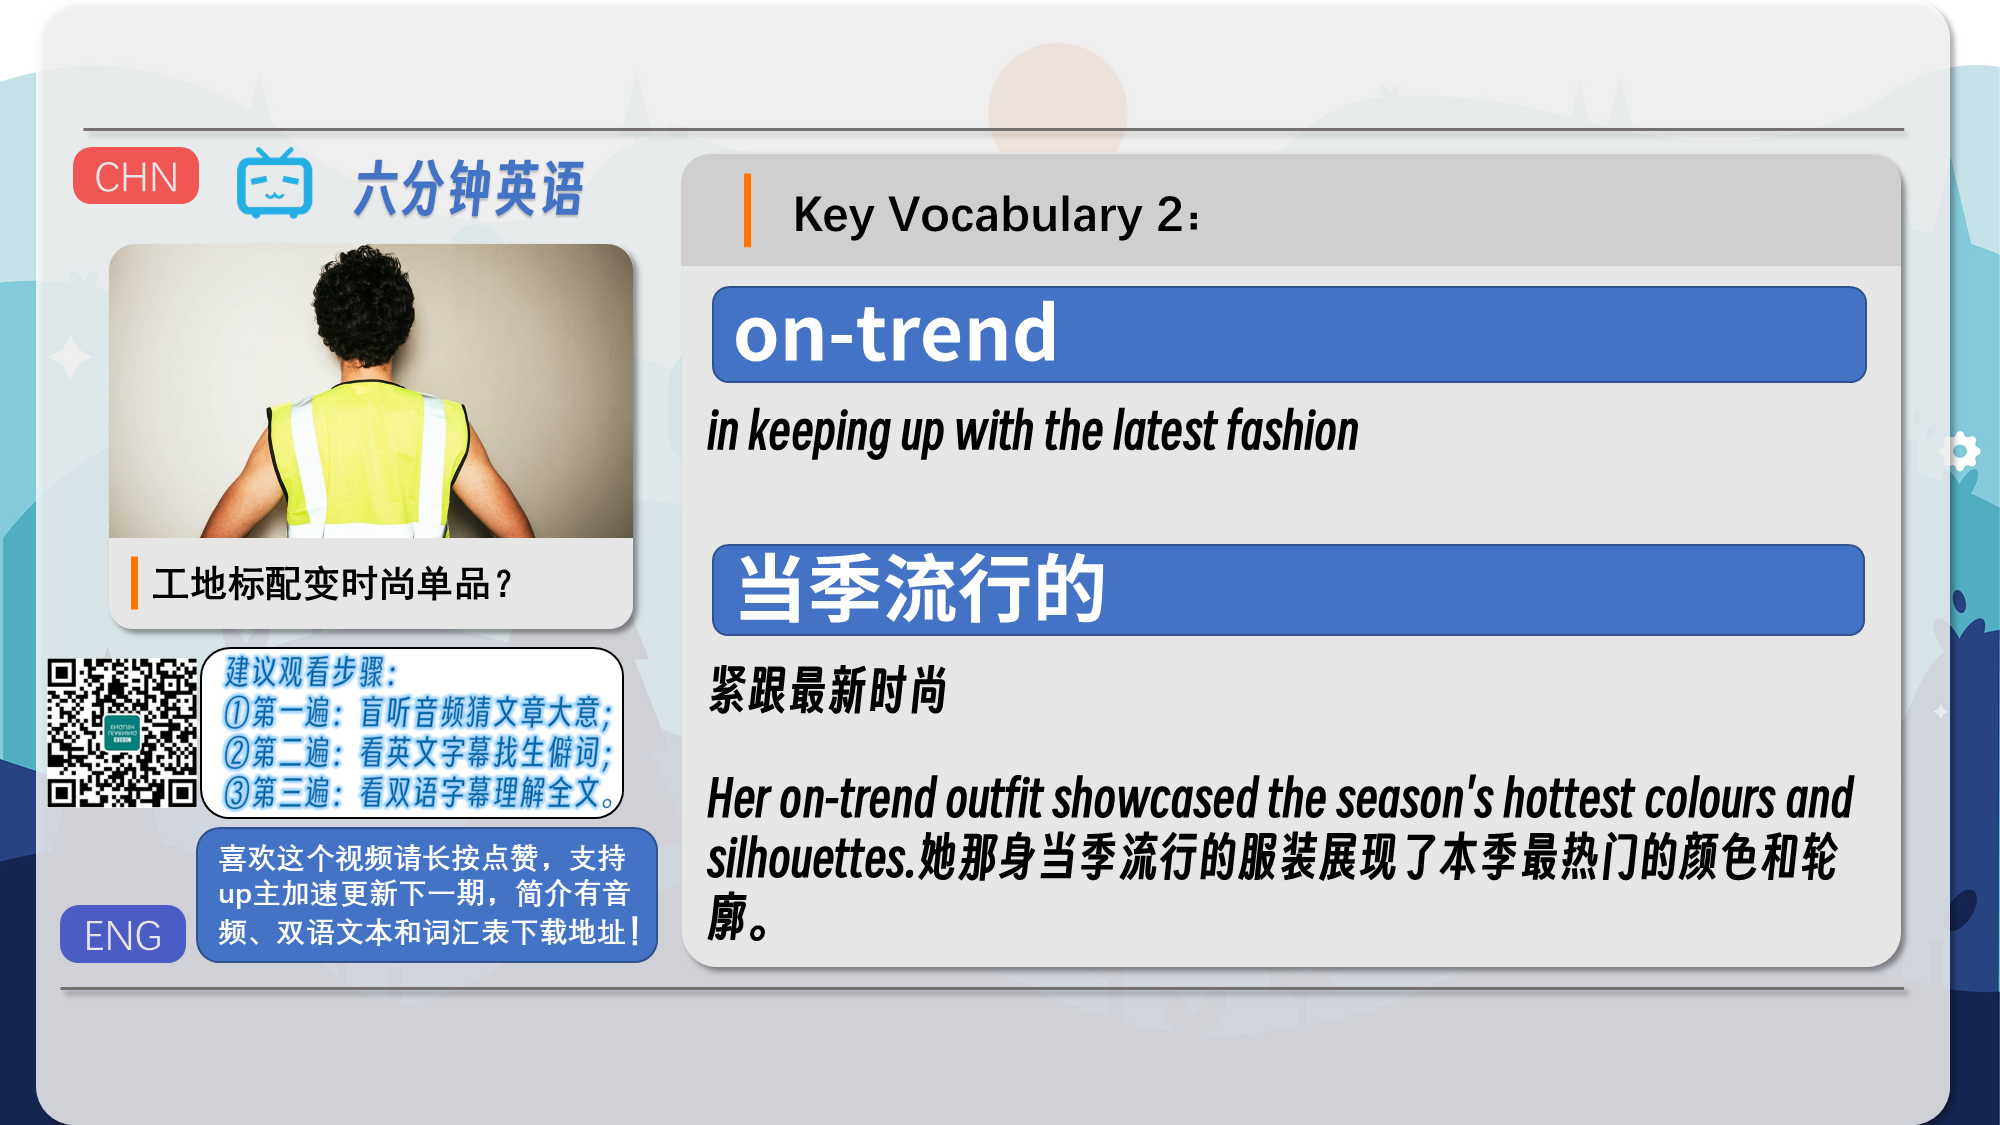 CHN
六分钟英语
工地标配变时尚单品？
建议观看步骤：
①第一遍：盲听音频猜文章大意；
②第二遍：看英文字幕找生僻词；
③第三遍：看双语字幕理解全文。
喜欢这个视频请长按点赞，支持
up主加速更新下一期，简介有音
频、双语文本和词汇表下载地址！
ENG
Key Vocabulary 2：
on-trend
in keeping up with the latest fashion
当季流行的
紧跟最新时尚
Her on-trend outfit showcased the season's hottest colours and
silhouettes.她那身当季流行的服装展现了本季最热门的颜色和轮
廓。